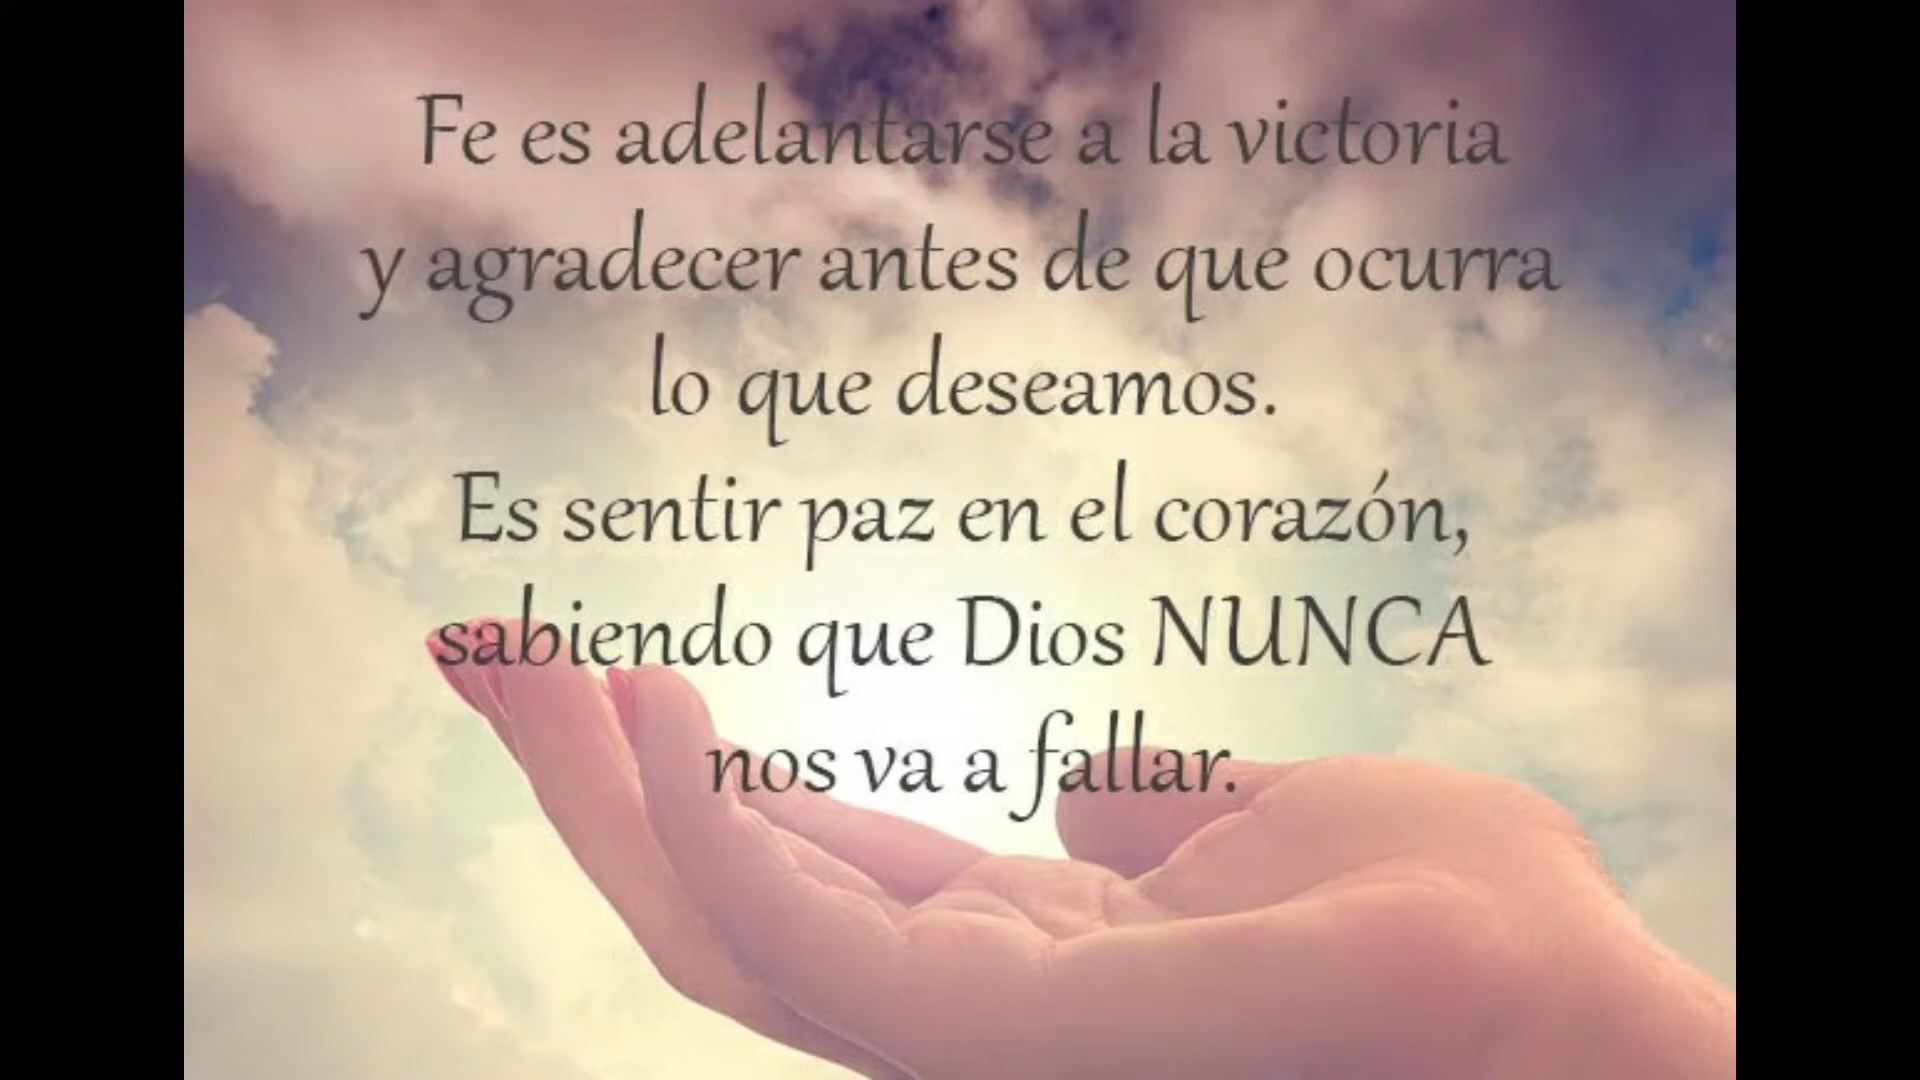 Fe es adelantarse a la victoria
y agradecer antes de que ocurra
lo que deseamos.
Es sentir paz en el corazón,
sabiendo que Dios NUNCA
nos va a fallar.